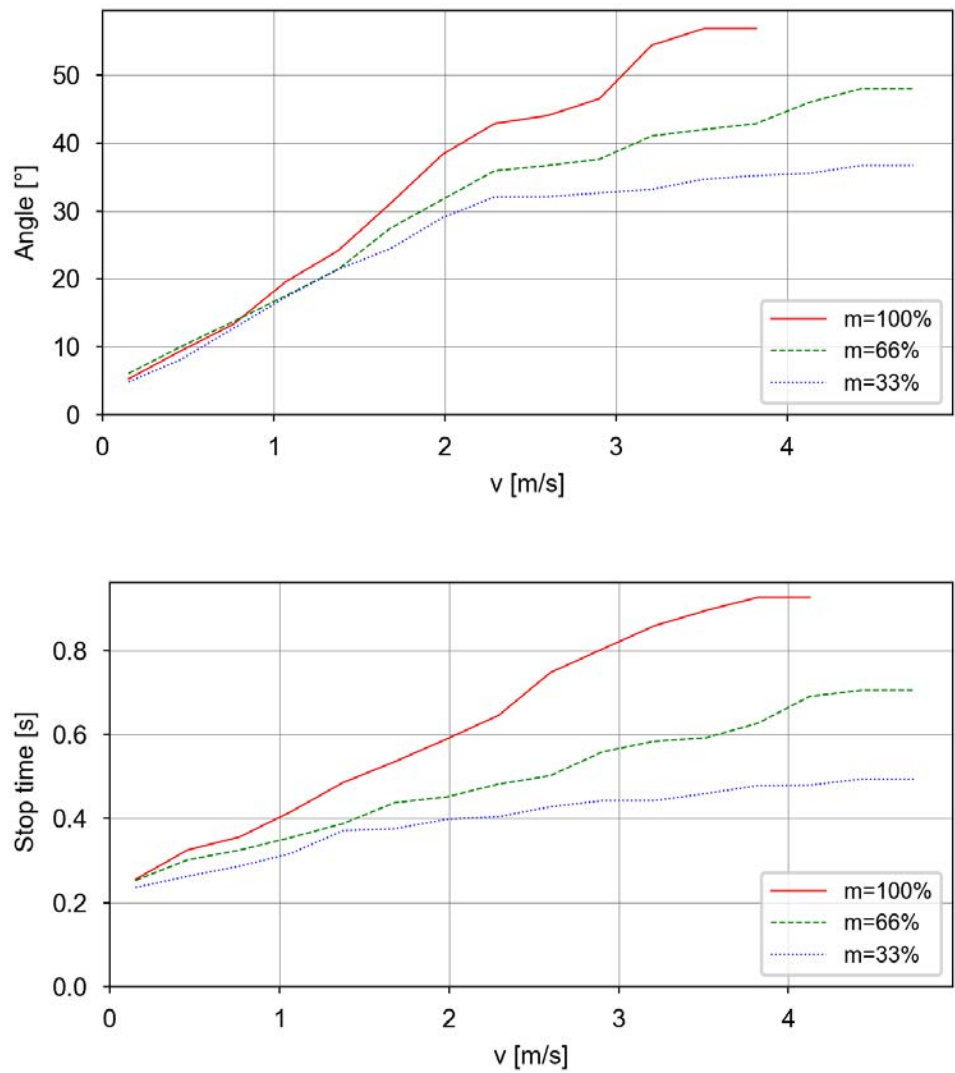 Angle [°]
50
40
30
20
10
0
0 1 2 3 4
v [m/s]
m=100%
m=66%
m=33%
Stop time [s]
0.8
0.6
0.4
0.2
0.0
0 1 2 3 4
v [m/s]
m=100%
m=66%
m=33%